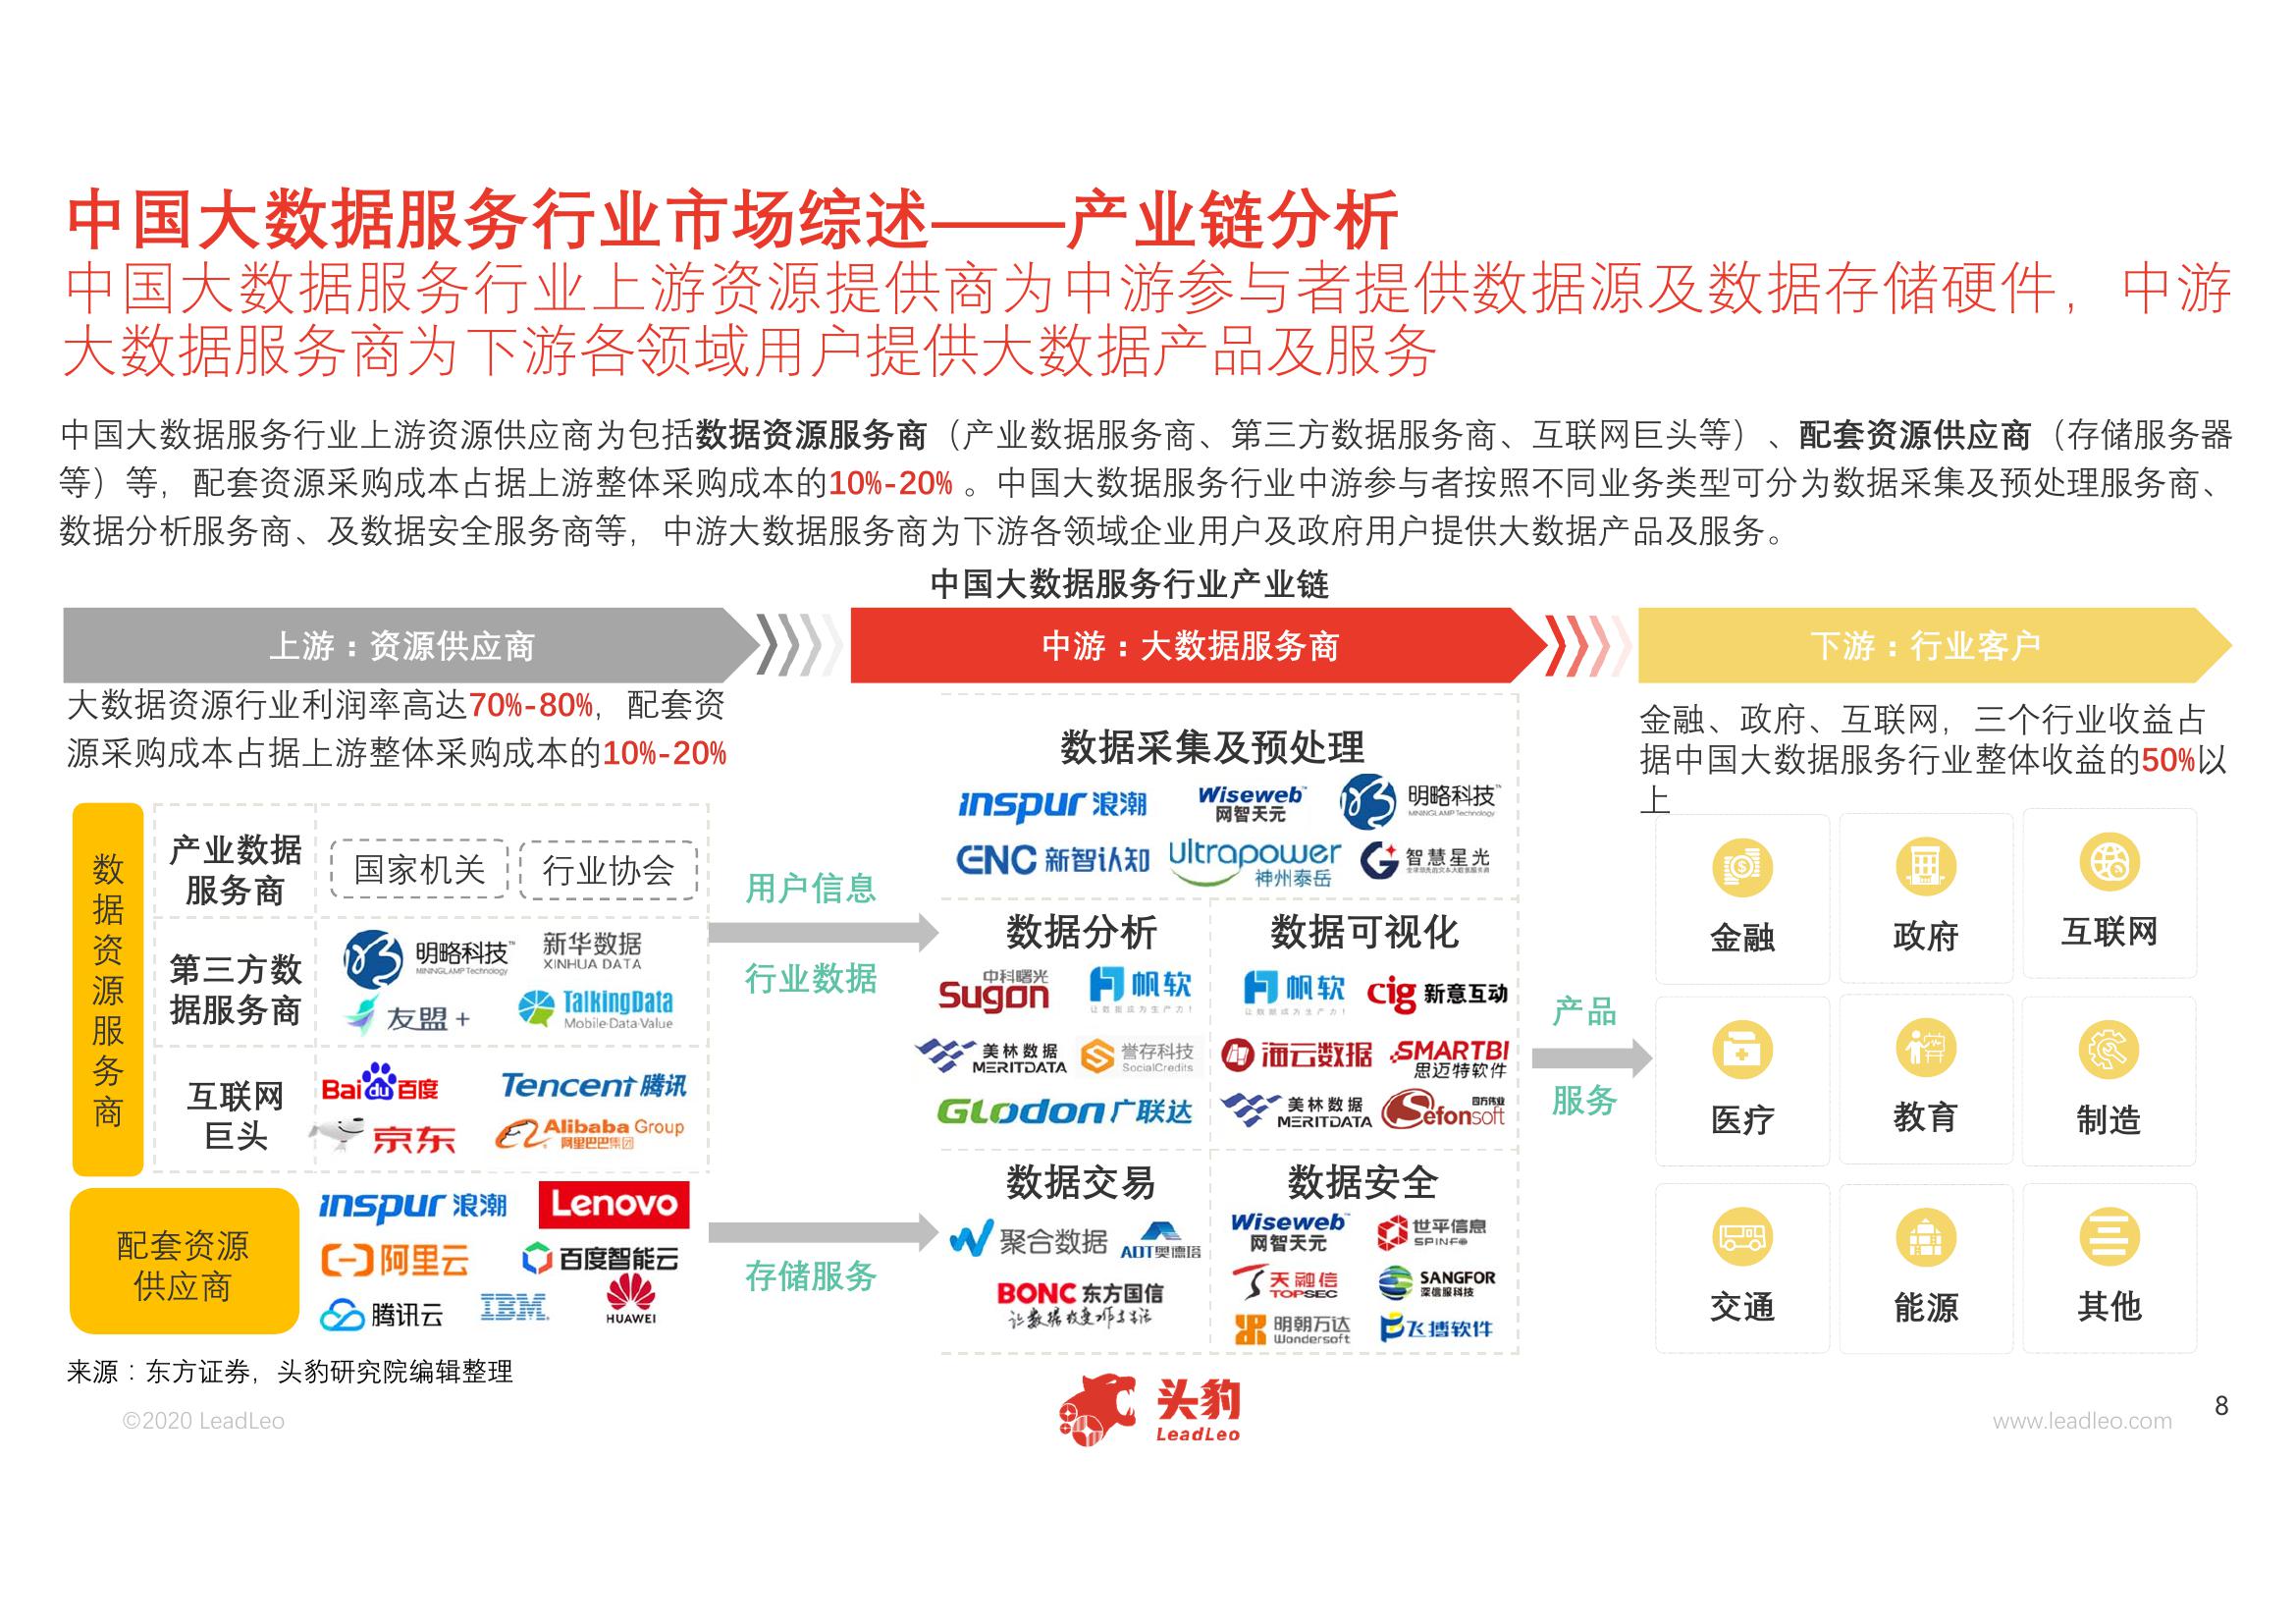 中国大数据服务行业市场综述——产业链分析
中国大数据服务行业上游资源提供商为中游参与者提供数据源及数据存储硬件，中游
大数据服务商为下游各领域用户提供大数据产品及服务
中国大数据服务行业上游资源供应商为包括数据资源服务商（产业数据服务商、第三方数据服务商、互联网巨头等）、配套资源供应商（存储服务器
等）等，配套资源采购成本占据上游整体采购成本的10%-20% 。中国大数据服务行业中游参与者按照不同业务类型可分为数据采集及预处理服务商、
数据分析服务商、及数据安全服务商等，中游大数据服务商为下游各领域企业用户及政府用户提供大数据产品及服务。
中国大数据服务行业产业链
上游：资源供应商
大数据资源行业利润率高达70%-80%，配套资
源采购成本占据上游整体采购成本的10%-20%
数据资源服务商
产业数据
服务商
国家机关
行业协会
第三方数
据服务商
明略科技™
MININGLAMP Technology
新华数据
XINHUA DATA
友盟+
TalkingData
Mobile·Data·Value
互联网
巨头
Bai du 百度
Tencent 腾讯
京东
Alibaba Group
阿里巴巴集团
配套资源
供应商
inspur 浪潮
Lenovo
阿里云
百度智能云
腾讯云
IBM
HUAWEI
用户信息
行业数据
存储服务
中游：大数据服务商
数据采集及预处理
inspur 浪潮
Wiseweb™
网智天元
明略科技™
MININGLAMP Technology
ENC 新智认知
Ultrapower
神州泰岳
智慧星光
数据分析
中科曙光
Sugon
帆软
让数据成为生产力！
美林数据
MERITDATA
誉存科技
SocialCredits
GLodon 广联达
数据可视化
帆软
让数据成为生产力！
cig 新意互动
海云数据
SMARTBI
思迈特软件
美林数据
MERITDATA
四方伟业
Sefonsoft
数据交易
聚合数据
ADT 奥德塔
BONC 东方国信
让数据改变工作与生活
数据安全
Wiseweb™
网智天元
世平信息
SPINFO
天融信
TOPSEC
SANGFOR
深信服科技
明朝万达
Wondersoft
飞搏软件
产品
服务
下游：行业客户
金融、政府、互联网，三个行业收益占
据中国大数据服务行业整体收益的50%以
上
金融
政府
互联网
医疗
教育
制造
交通
能源
其他
来源：东方证券，头豹研究院编辑整理
©2020 LeadLeo
头豹
LeadLeo
www.leadleo.com
8